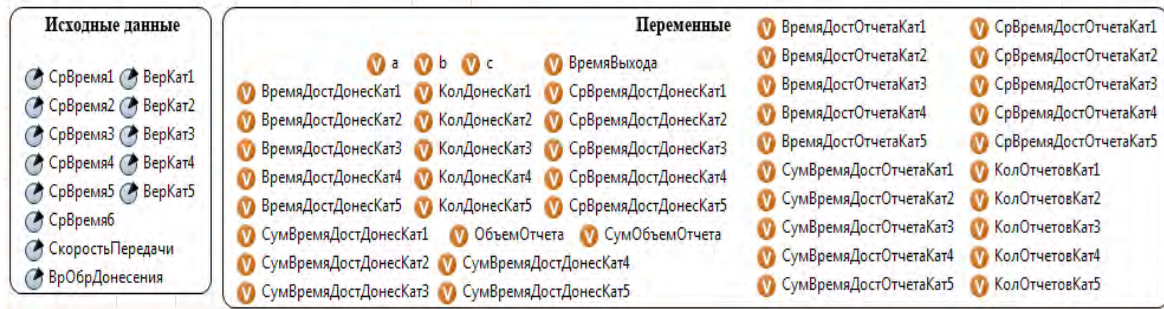 Исходные данные
СрВремя1 ВерКат1
СрВремя2 ВерКат2
СрВремя3 ВерКат3
СрВремя4 ВерКат4
СрВремя5 ВерКат5
СрВремя6
СкоростьПередачи
ВрОбрДонесения
Переменные
a b c ВремяВыхода
ВремяДостДонесКат1 КолДонесКат1 СрВремяДостДонесКат1
ВремяДостДонесКат2 КолДонесКат2 СрВремяДостДонесКат2
ВремяДостДонесКат3 КолДонесКат3 СрВремяДостДонесКат3
ВремяДостДонесКат4 КолДонесКат4 СрВремяДостДонесКат4
ВремяДостДонесКат5 КолДонесКат5 СрВремяДостДонесКат5
СумВремяДостДонесКат1 ОбъемОтчета СумОбъемОтчета
СумВремяДостДонесКат2 СумВремяДостДонесКат4
СумВремяДостДонесКат3 СумВремяДостДонесКат5
ВремяДостОтчетаКат1 СрВремяДостОтчетаКат1
ВремяДостОтчетаКат2 СрВремяДостОтчетаКат2
ВремяДостОтчетаКат3 СрВремяДостОтчетаКат3
ВремяДостОтчетаКат4 СрВремяДостОтчетаКат4
ВремяДостОтчетаКат5 СрВремяДостОтчетаКат5
СумВремяДостОтчетаКат1 КолОтчетовКат1
СумВремяДостОтчетаКат2 КолОтчетовКат2
СумВремяДостОтчетаКат3 КолОтчетовКат3
СумВремяДостОтчетаКат4 КолОтчетовКат4
СумВремяДостОтчетаКат5 КолОтчетовКат5